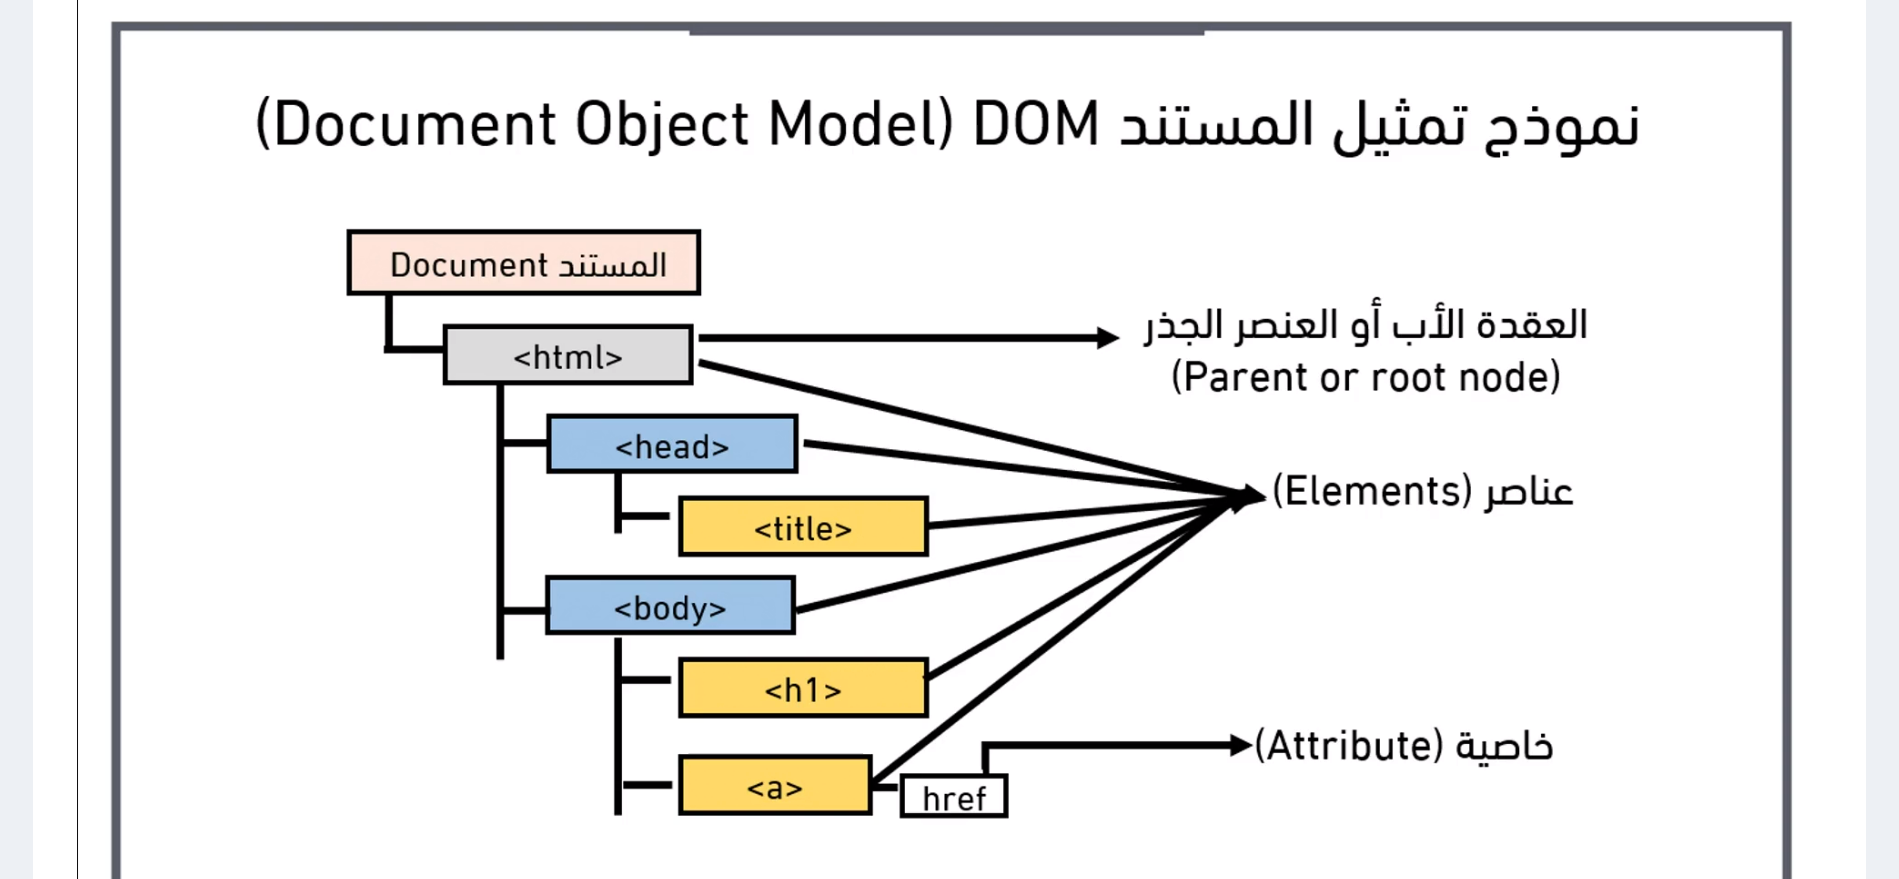 نموذج تمثيل المستند DOM (Document Object Model)
المستند Document
<html>
العقدة الأب أو العنصر الجذر
(Parent or root node)
<head>
عناصر (Elements)
<title>
<body>
<h1>
خاصية (Attribute)
<a>
href